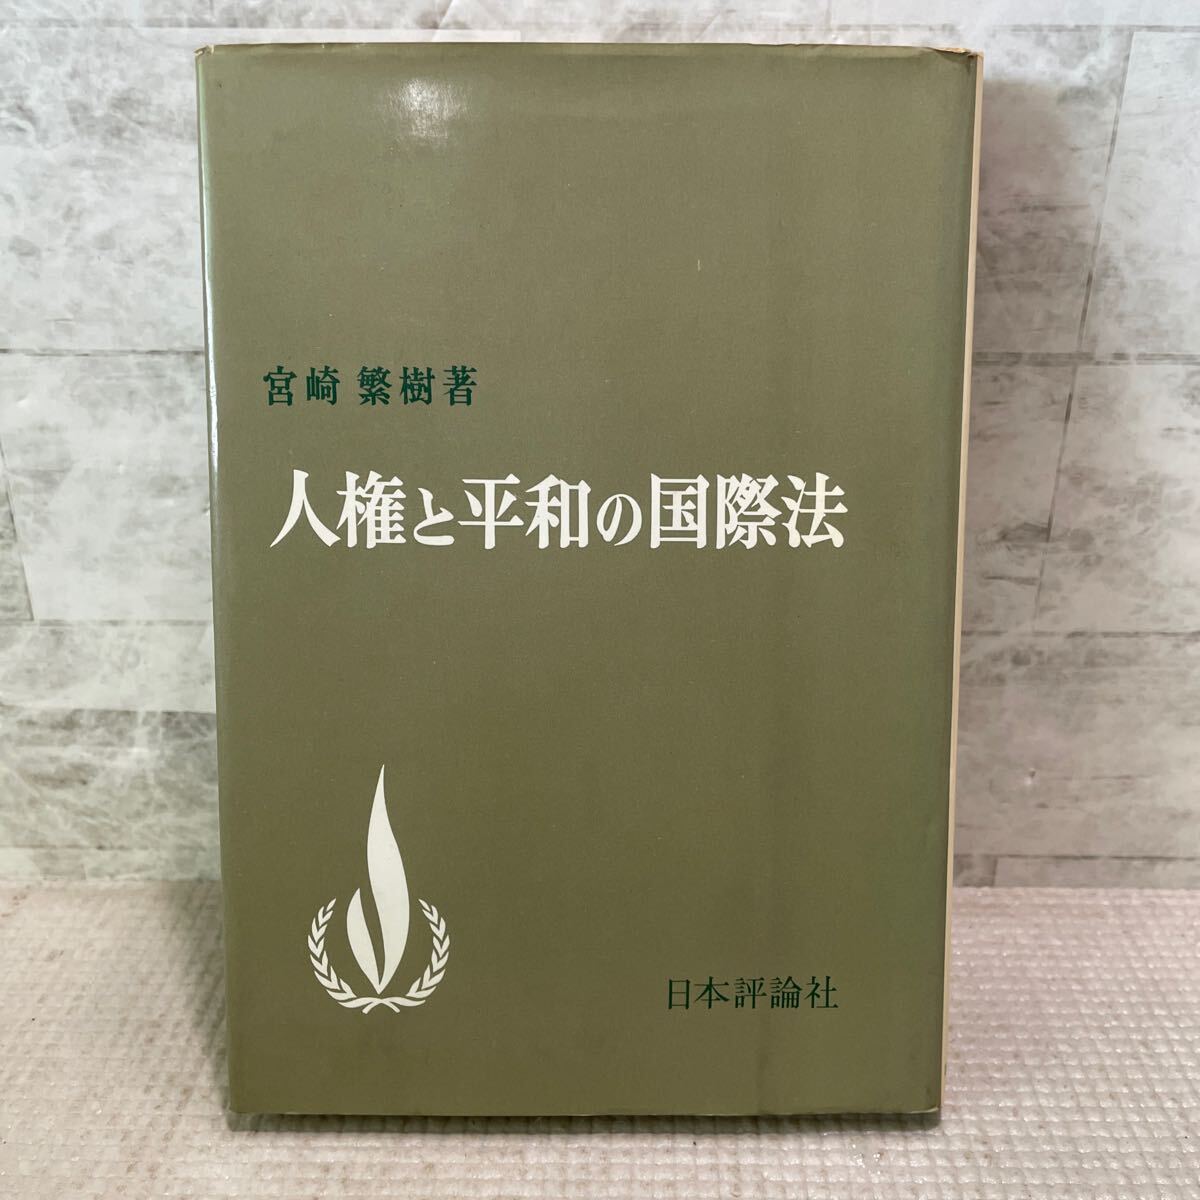 宮崎 繁樹著
人権と平和の国際法
日本評論社